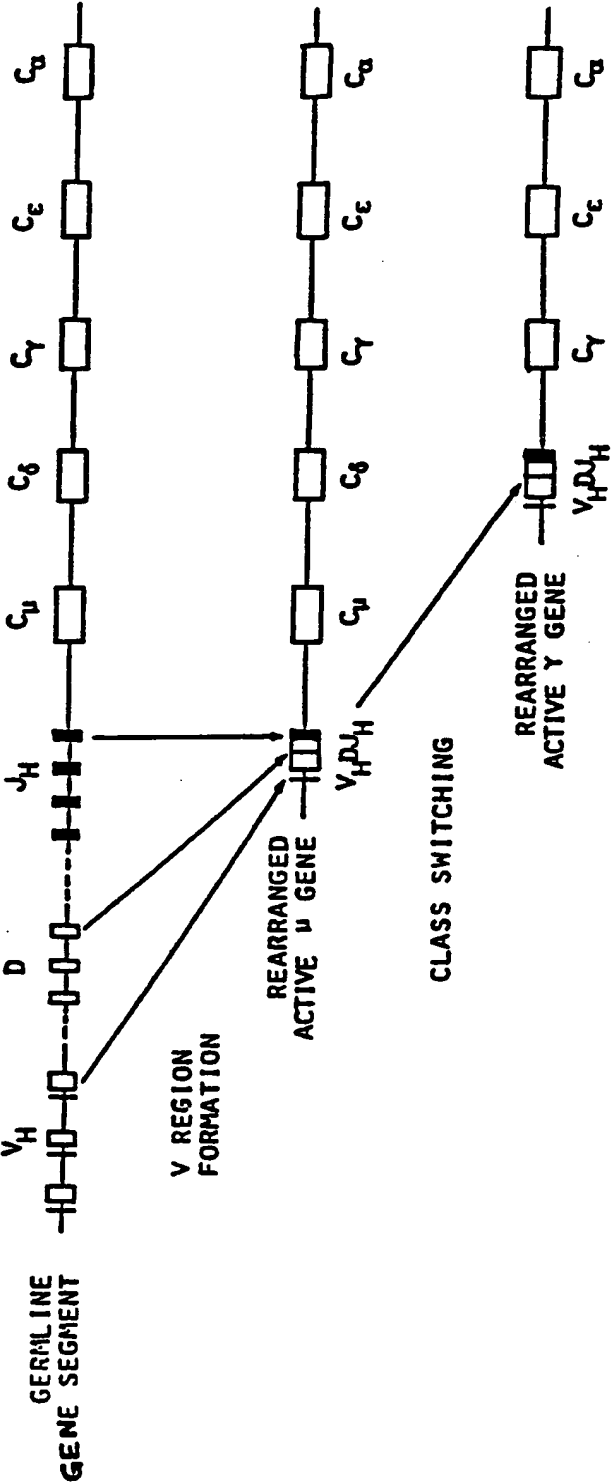 V_H D J_H C_μ C_δ C_γ C_ε C_α
GERMLINE
GENE SEGMENT
V REGION
FORMATION
V_HDJ_H C_μ C_δ C_γ C_ε C_α
REARRANGED
ACTIVE μ GENE
CLASS SWITCHING
V_HDJ_H C_γ C_ε C_α
REARRANGED
ACTIVE γ GENE